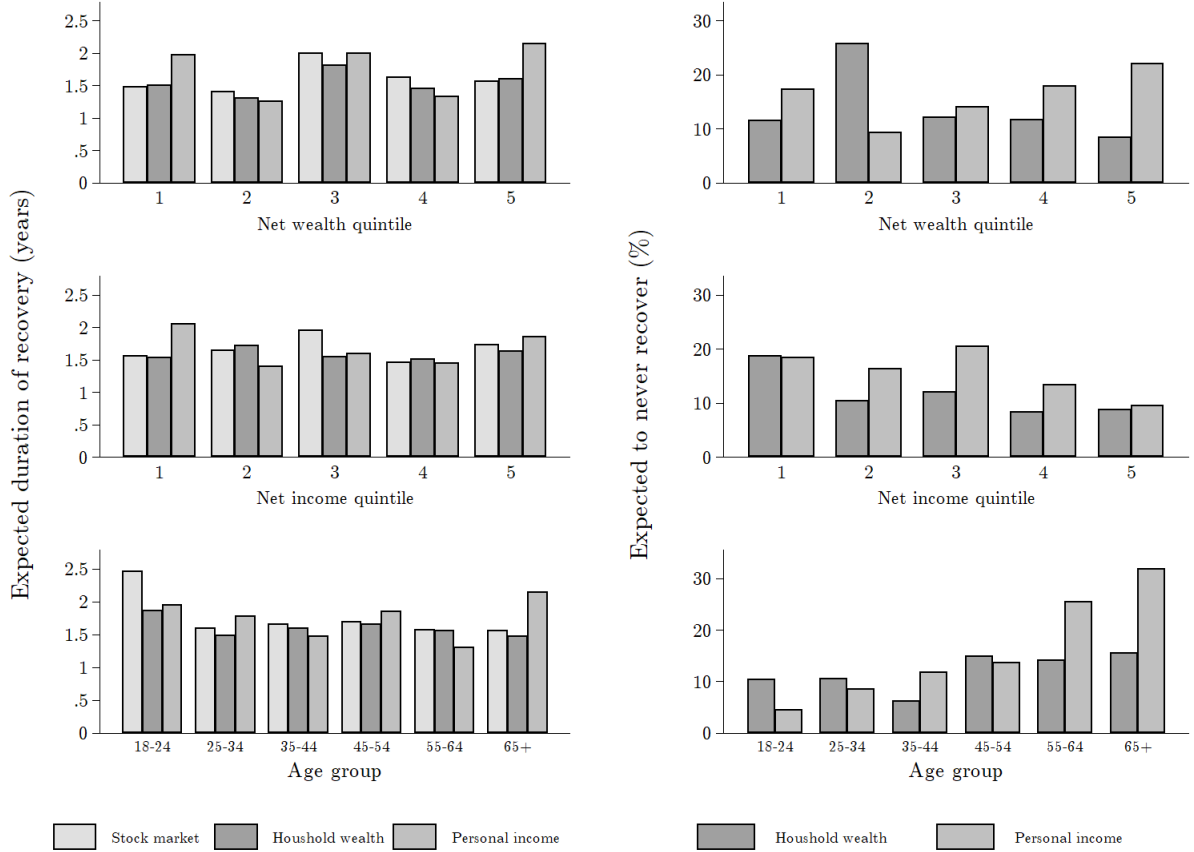 Expected duration of recovery (years)
2.5
2
1.5
1
.5
0
1 2 3 4 5
Net wealth quintile
2.5
2
1.5
1
.5
0
1 2 3 4 5
Net income quintile
2.5
2
1.5
1
.5
0
18-24 25-34 35-44 45-54 55-64 65+
Age group
Stock market Houshold wealth Personal income
Expected to never recover (%)
30
20
10
0
1 2 3 4 5
Net wealth quintile
30
20
10
0
1 2 3 4 5
Net income quintile
30
20
10
0
18-24 25-34 35-44 45-54 55-64 65+
Age group
Houshold wealth Personal income